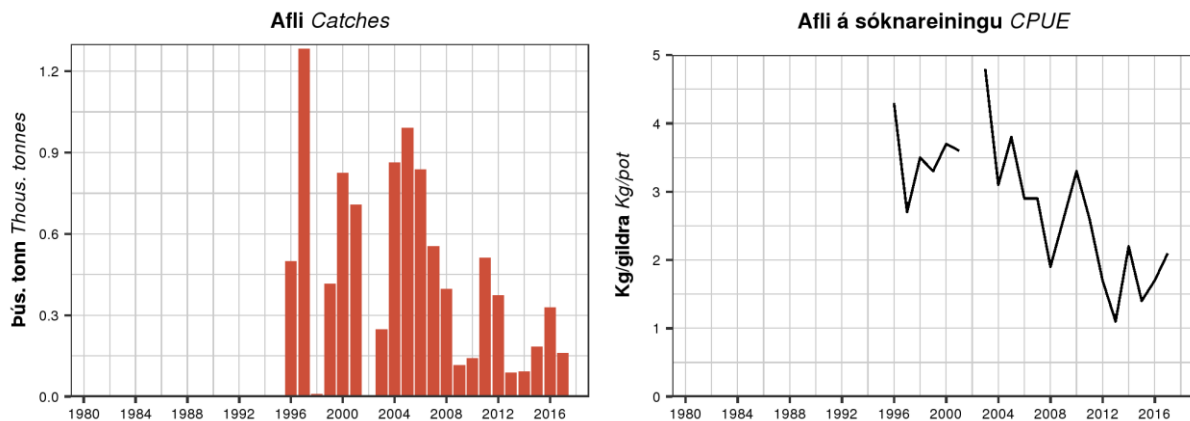 Afli Catches
Þús. tonn Thous. tonnes
1.2
0.9
0.6
0.3
0.0
1980 1984 1988 1992 1996 2000 2004 2008 2012 2016
Afli á sóknareiningu CPUE
Kg/gildra Kg/pot
5
4
3
2
1
0
1980 1984 1988 1992 1996 2000 2004 2008 2012 2016